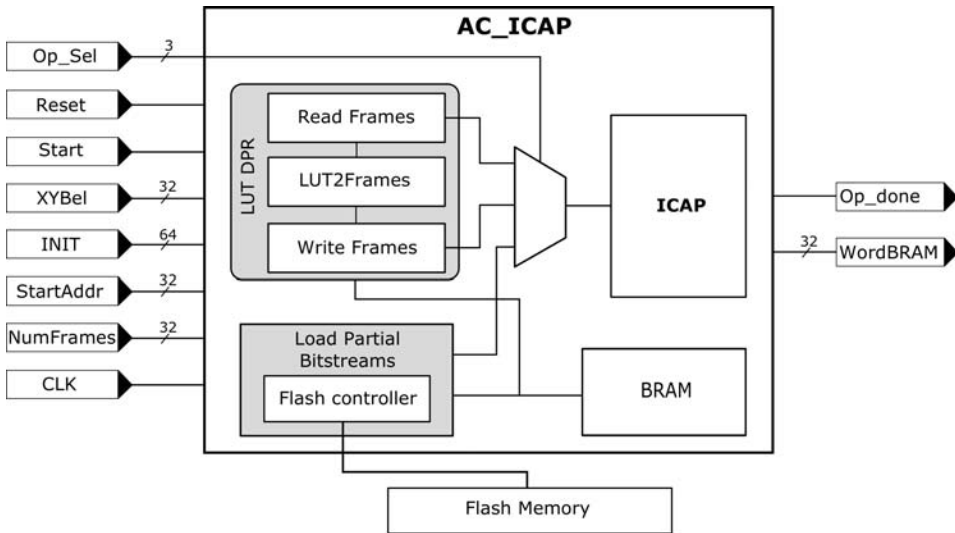 AC_ICAP
Op_Sel
3
Reset
Start
XYBel
32
INIT
64
StartAddr
32
NumFrames
32
CLK
LUT DPR
Read Frames
LUT2Frames
Write Frames
Load Partial
Bitstreams
Flash controller
ICAP
BRAM
Op_done
32
WordBRAM
Flash Memory